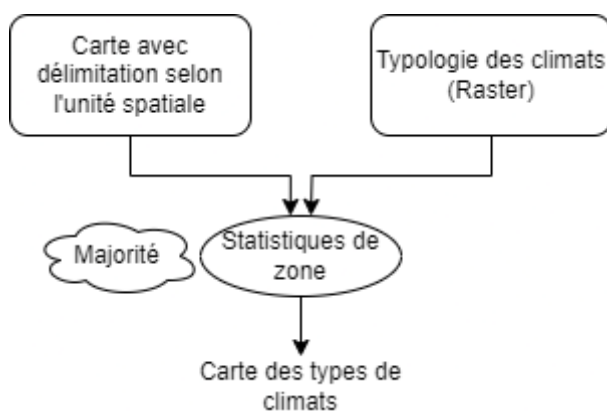 Carte avec
délimitation selon
l'unité spatiale
Typologie des climats
(Raster)
Majorité
Statistiques de
zone
Carte des types de
climats